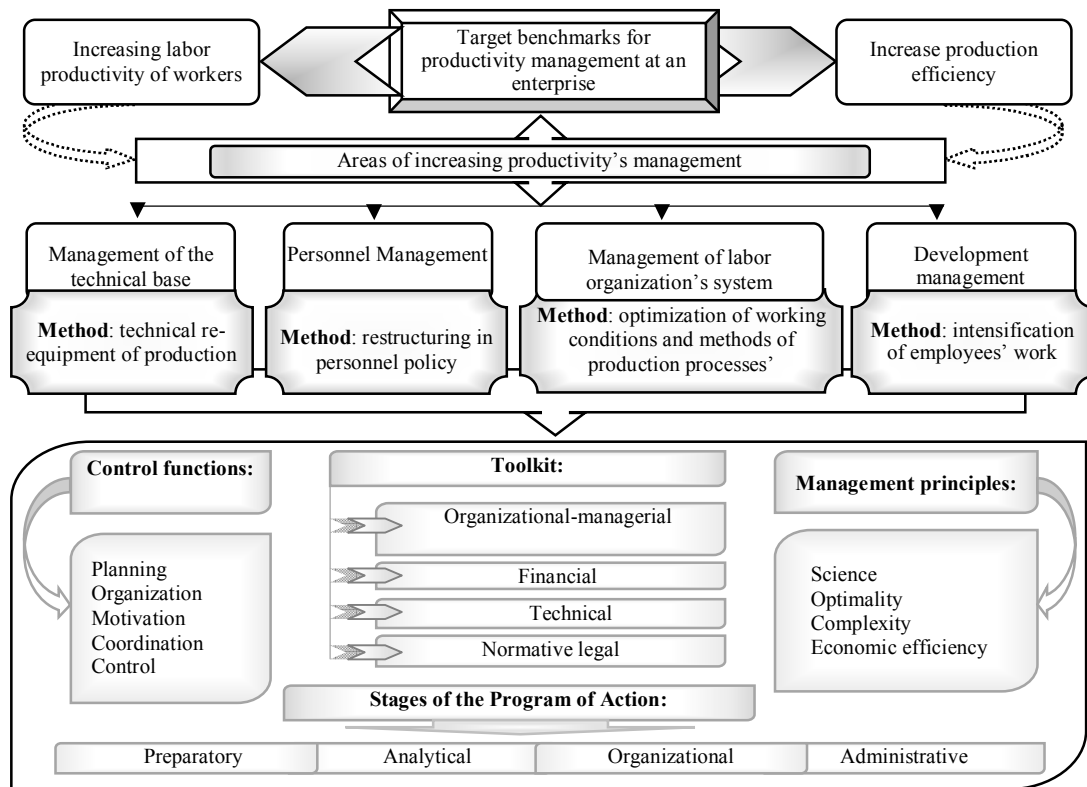 Increasing labor
productivity of workers
Target benchmarks for
productivity management at an
enterprise
Increase production
efficiency
Areas of increasing productivity’s management
Management of the
technical base
Personnel Management
Management of labor
organization’s system
Development
management
Method: technical re-
equipment of production
Method: restructuring in
personnel policy
Method: optimization of working
conditions and methods of
production processes’
Method: intensification
of employees’ work
Control functions:
Planning
Organization
Motivation
Coordination
Control
Toolkit:
Organizational-managerial
Financial
Technical
Normative legal
Management principles:
Science
Optimality
Complexity
Economic efficiency
Stages of the Program of Action:
Preparatory
Analytical
Organizational
Administrative